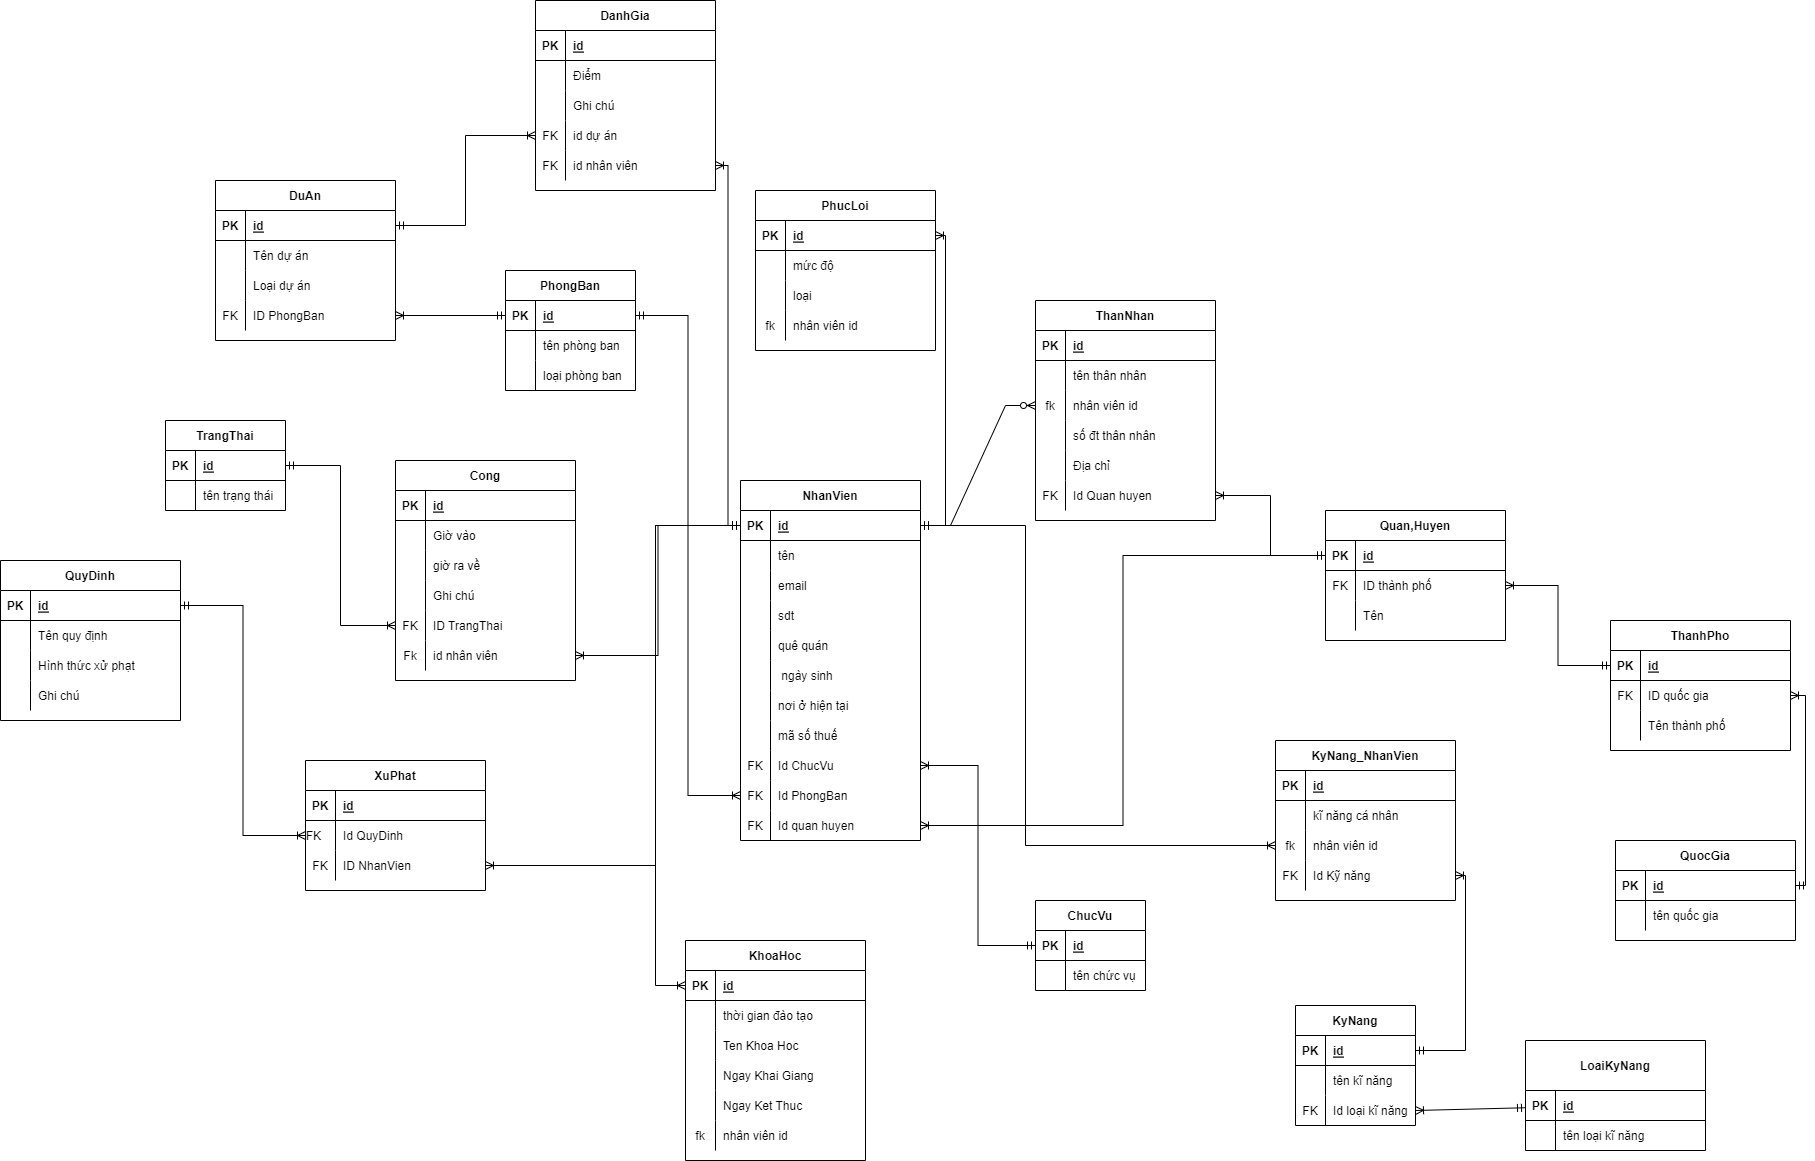 DanhGia
PK id
Điểm
Ghi chú
FK id dự án
FK id nhân viên
DuAn
PK id
Tên dự án
Loại dự án
FK ID PhongBan
PhongBan
PK id
tên phòng ban
loại phòng ban
PhucLoi
PK id
mức độ
loại
fk nhân viên id
ThanNhan
PK id
tên thân nhân
fk nhân viên id
số đt thân nhân
Địa chỉ
FK Id Quan huyen
TrangThai
PK id
tên trạng thái
Cong
PK id
Giờ vào
giờ ra về
Ghi chú
FK ID TrangThai
Fk id nhân viên
NhanVien
PK id
tên
email
sdt
quê quán
ngày sinh
nơi ở hiện tại
mã số thuế
FK Id ChucVu
FK Id PhongBan
FK Id quan huyen
Quan,Huyen
PK id
FK ID thành phố
Tên
QuyDinh
PK id
Tên quy định
Hình thức xử phạt
Ghi chú
ThanhPho
PK id
FK ID quốc gia
Tên thành phố
XuPhat
PK id
FK Id QuyDinh
FK ID NhanVien
KyNang_NhanVien
PK id
kĩ năng cá nhân
fk nhân viên id
FK Id Kỹ năng
QuocGia
PK id
tên quốc gia
ChucVu
PK id
tên chức vụ
KhoaHoc
PK id
thời gian đào tạo
Ten Khoa Hoc
Ngay Khai Giang
Ngay Ket Thuc
fk nhân viên id
KyNang
PK id
tên kĩ năng
FK Id loại kĩ năng
LoaiKyNang
PK id
tên loại kĩ năng